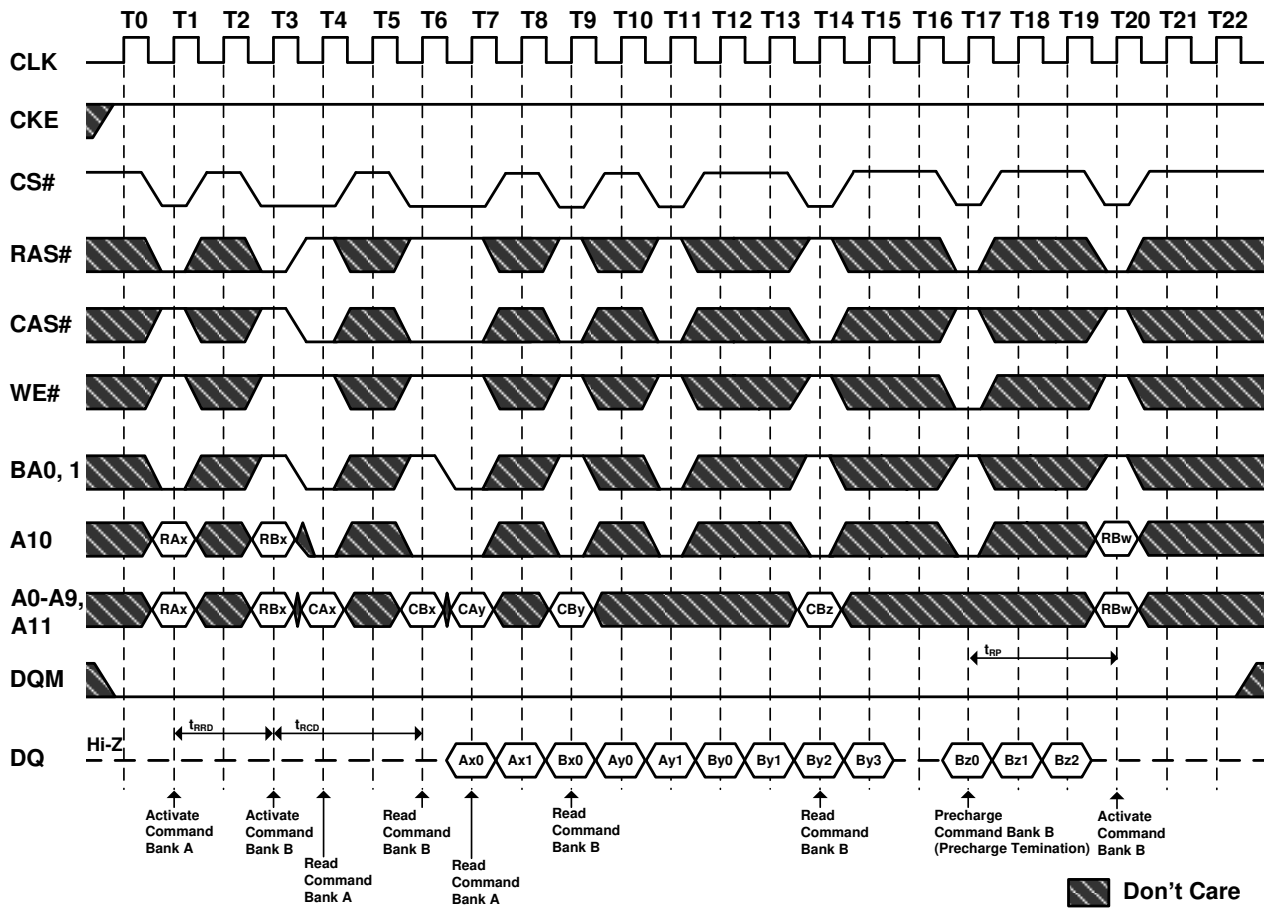 T0 T1 T2 T3 T4 T5 T6 T7 T8 T9 T10 T11 T12 T13 T14 T15 T16 T17 T18 T19 T20 T21 T22
CLK
CKE
CS#
RAS#
CAS#
WE#
BA0, 1
A10
RAx RBx RBw
A0-A9,
A11
RAx RBx CAx CBx CAy CBy CBz RBw
tRP
DQM
tRRD tRCD
Hi-Z
DQ
Ax0 Ax1 Bx0 Ay0 Ay1 By0 By1 By2 By3 Bz0 Bz1 Bz2
Activate
Command
Bank A
Activate
Command
Bank B
Read
Command
Bank A
Read
Command
Bank B
Read
Command
Bank A
Read
Command
Bank B
Read
Command
Bank B
Precharge
Command Bank B
(Precharge Temination)
Activate
Command
Bank B
Don't Care